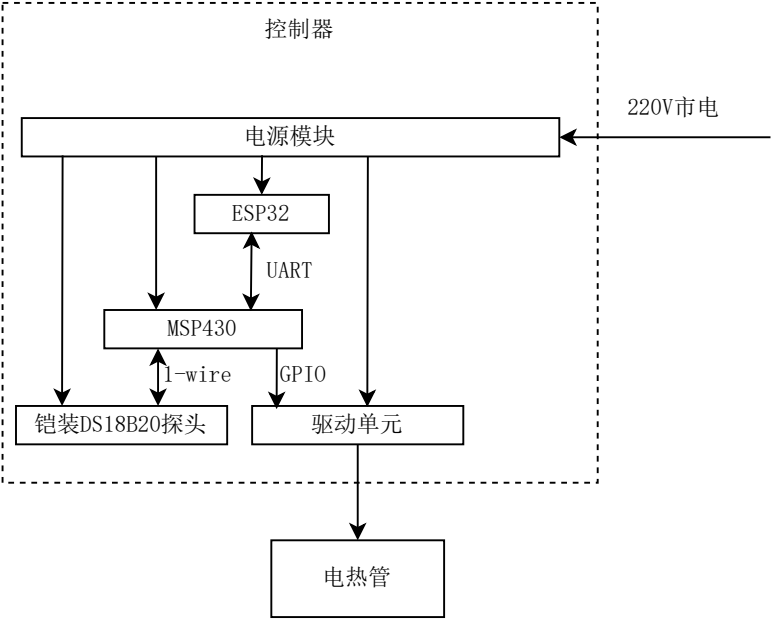 控制器
220V市电
电源模块
ESP32
UART
MSP430
1-wire
GPIO
铠装DS18B20探头
驱动单元
电热管